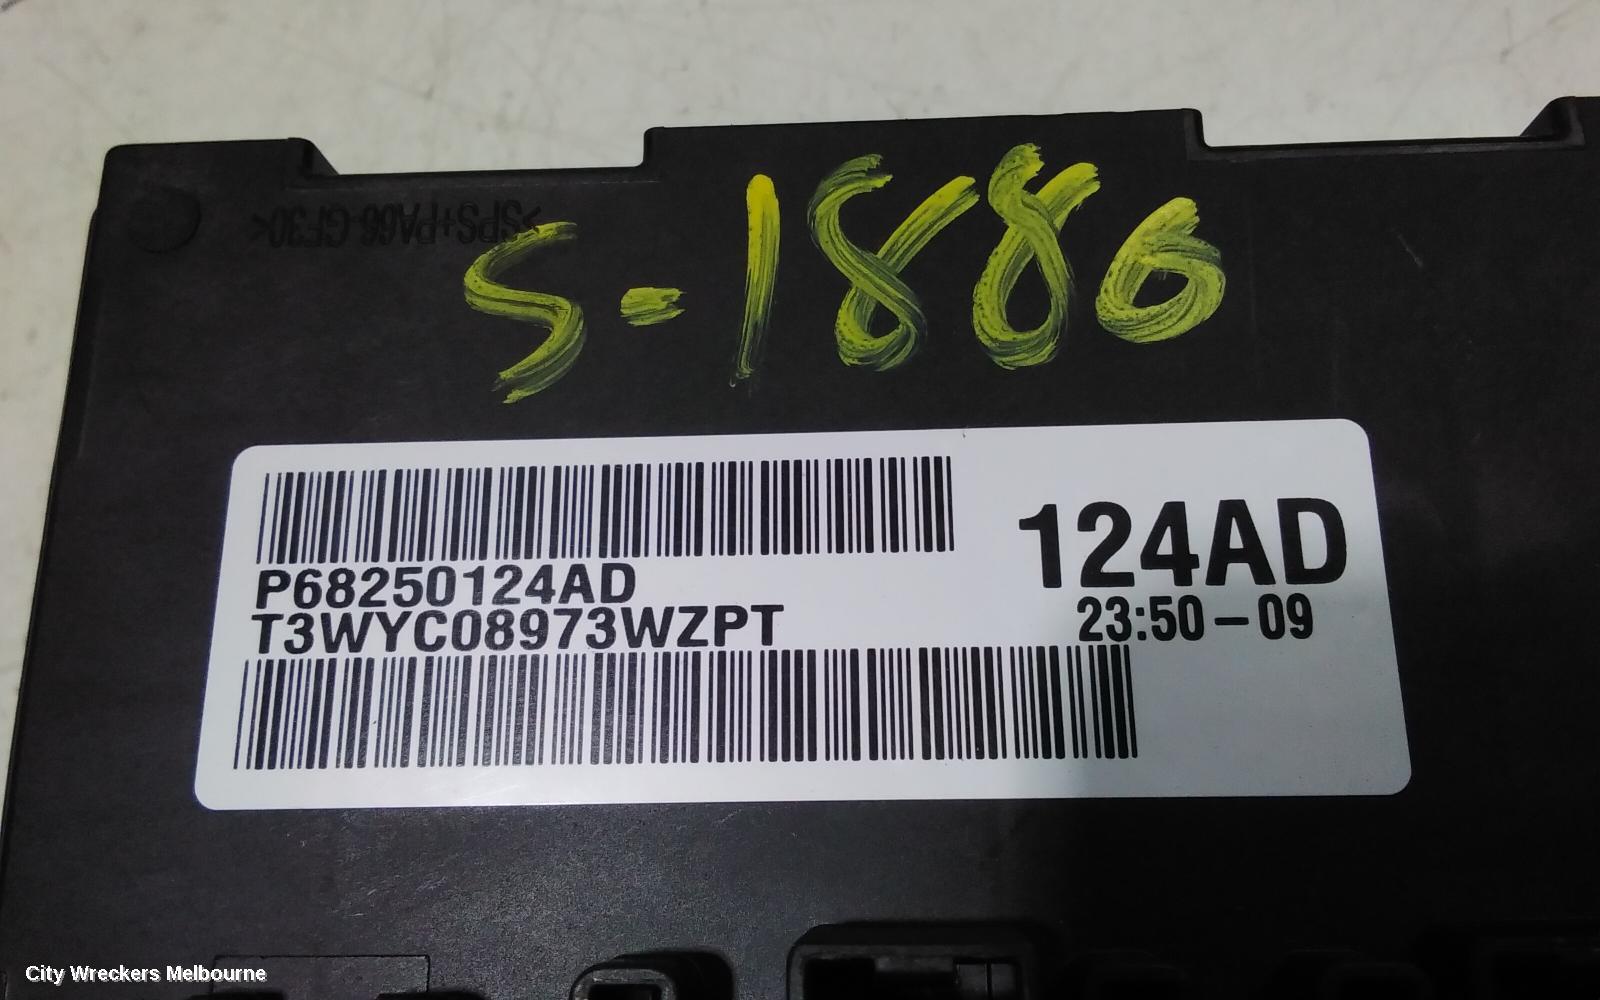 >SPS+PA66-GF30<
S-1886
P68250124AD
T3WYC08973WZPT
124AD
23:50-09
City Wreckers Melbourne